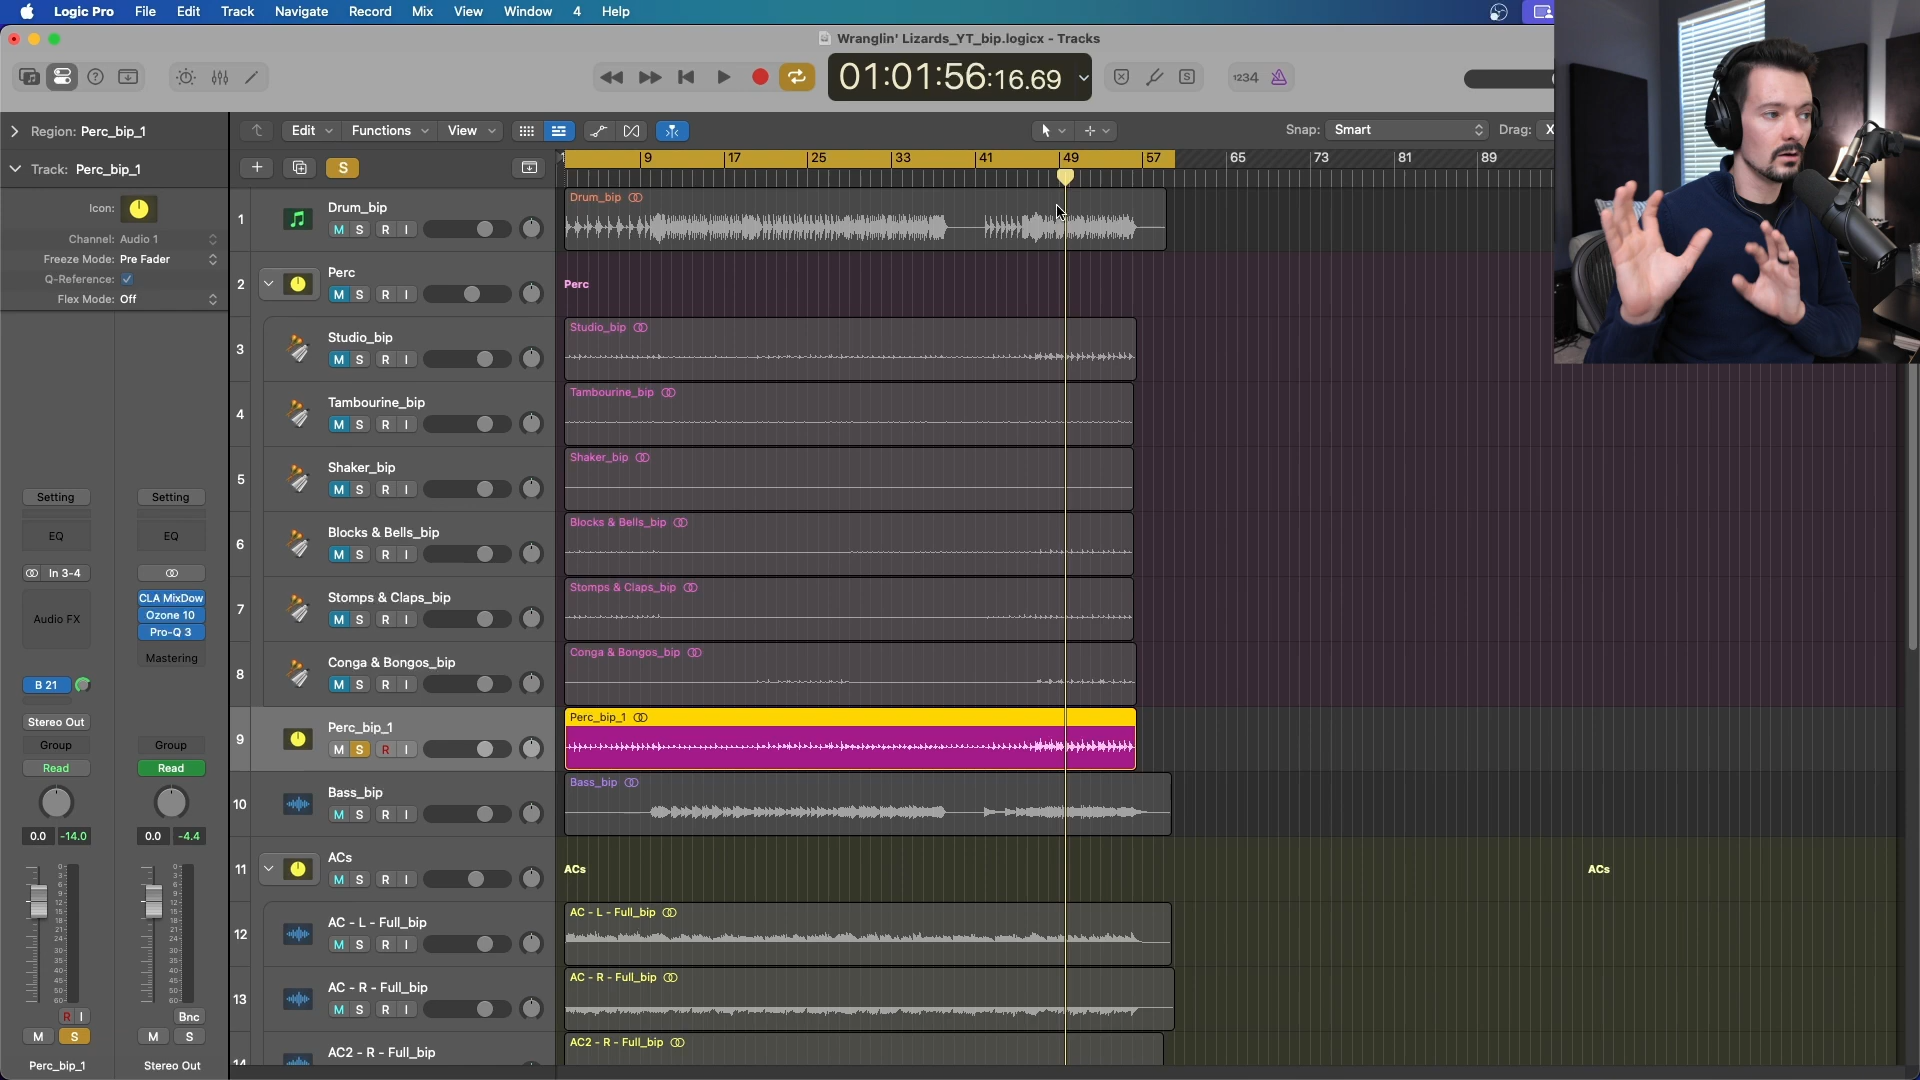 Logic Pro File Edit Track Navigate Record Mix View Window 4 Help
Wranglin' Lizards_YT_bip.logicx - Tracks
01:01:56:16.69
S
1234
Region: Perc_bip_1
Edit Functions View
Snap: Smart
Drag: X
Track: Perc_bip_1
S
1 9 17 25 33 41 49 57 65 73 81 89
Icon:
Channel: Audio 1
Freeze Mode: Pre Fader
Q-Reference:
Flex Mode: Off
1 Drum_bip
M S R I
Drum_bip
2 Perc
M S R I
Perc
3 Studio_bip
M S R I
Studio_bip
4 Tambourine_bip
M S R I
Tambourine_bip
5 Shaker_bip
M S R I
Shaker_bip
6 Blocks & Bells_bip
M S R I
Blocks & Bells_bip
7 Stomps & Claps_bip
M S R I
Stomps & Claps_bip
8 Conga & Bongos_bip
M S R I
Conga & Bongos_bip
9 Perc_bip_1
M S R I
Perc_bip_1
10 Bass_bip
M S R I
Bass_bip
11 ACs
M S R I
ACs ACs
12 AC - L - Full_bip
M S R I
AC - L - Full_bip
13 AC - R - Full_bip
M S R I
AC - R - Full_bip
14 AC2 - R - Full_bip
AC2 - R - Full_bip
Setting Setting
EQ EQ
In 3-4
Audio FX
CLA MixDow
Ozone 10
Pro-Q 3
Mastering
B 21
Stereo Out
Group Group
Read Read
0.0 -14.0 0.0 -4.4
R I Bnc
M S M S
Perc_bip_1 Stereo Out